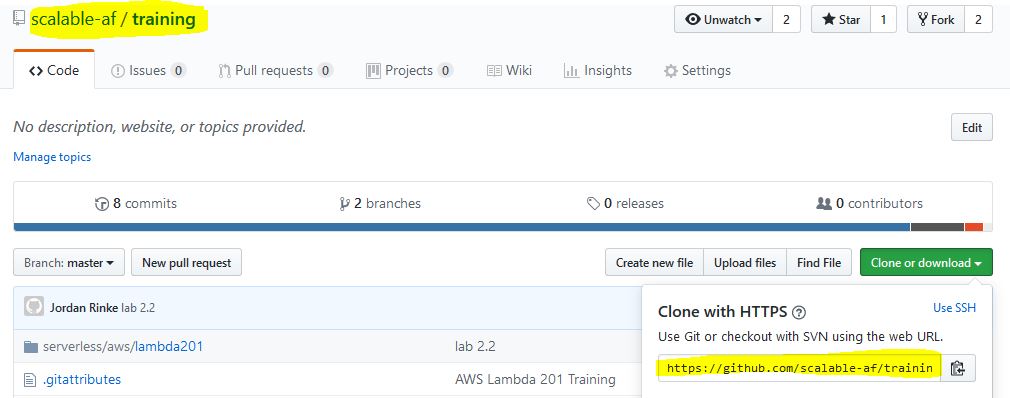 scalable-af / training
Unwatch 2 Star 1 Fork 2
Code Issues 0 Pull requests 0 Projects 0 Wiki Insights Settings
No description, website, or topics provided. Edit
Manage topics
8 commits 2 branches 0 releases 0 contributors
Branch: master New pull request Create new file Upload files Find File Clone or download
Jordan Rinke lab 2.2
Clone with HTTPS ? Use SSH
Use Git or checkout with SVN using the web URL.
serverless/aws/lambda201 lab 2.2
https://github.com/scalable-af/trainin
.gitattributes AWS Lambda 201 Training